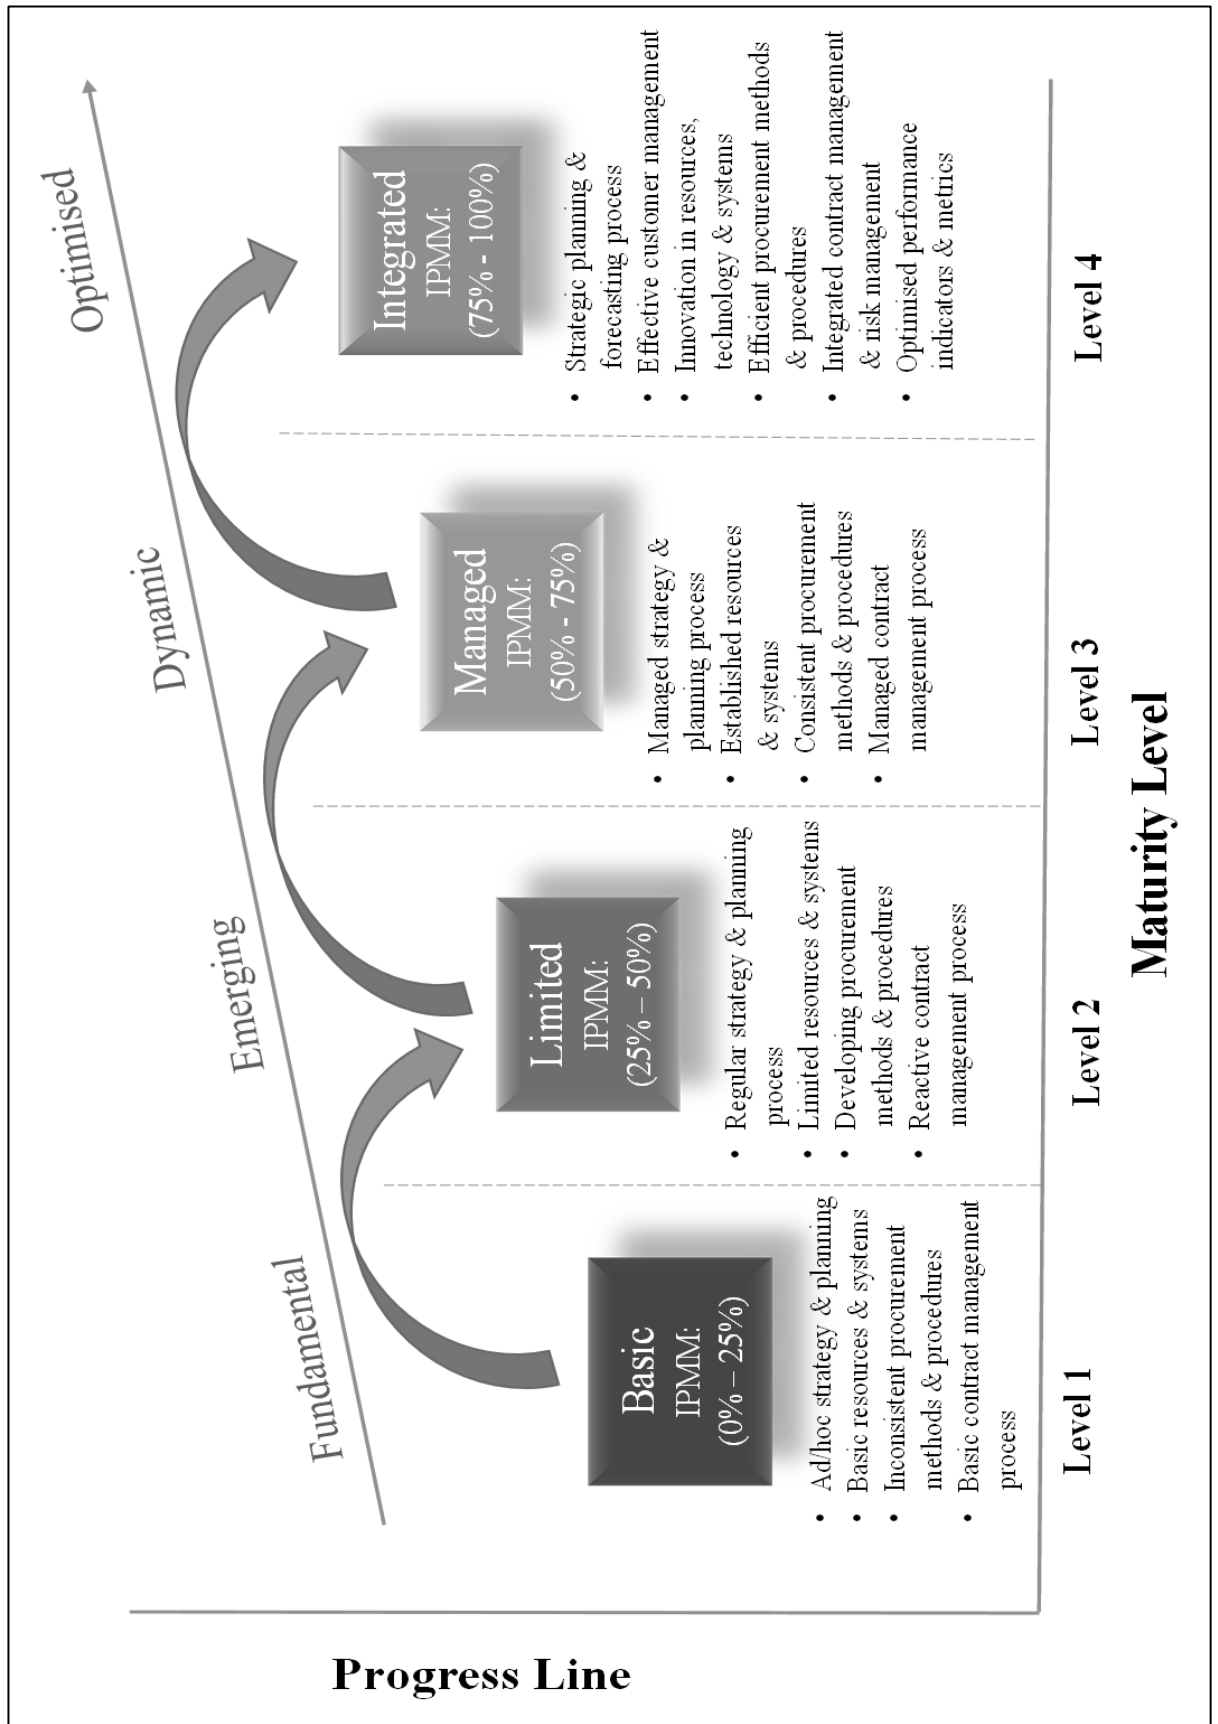 Fundamental
Emerging
Dynamic
Optimised
Basic
IPMM:
(0% – 25%)
• Ad/hoc strategy & planning
• Basic resources & systems
• Inconsistent procurement
methods & procedures
• Basic contract management
process
Limited
IPMM:
(25% – 50%)
• Regular strategy & planning
process
• Limited resources & systems
• Developing procurement
methods & procedures
• Reactive contract
management process
Managed
IPMM:
(50% - 75%)
• Managed strategy &
planning process
• Established resources
& systems
• Consistent procurement
methods & procedures
• Managed contract
management process
Integrated
IPMM:
(75% - 100%)
• Strategic planning &
forecasting process
• Effective customer management
• Innovation in resources,
technology & systems
• Efficient procurement methods
& procedures
• Integrated contract management
& risk management
• Optimised performance
indicators & metrics
Level 1
Level 2
Level 3
Level 4
Maturity Level
Progress Line